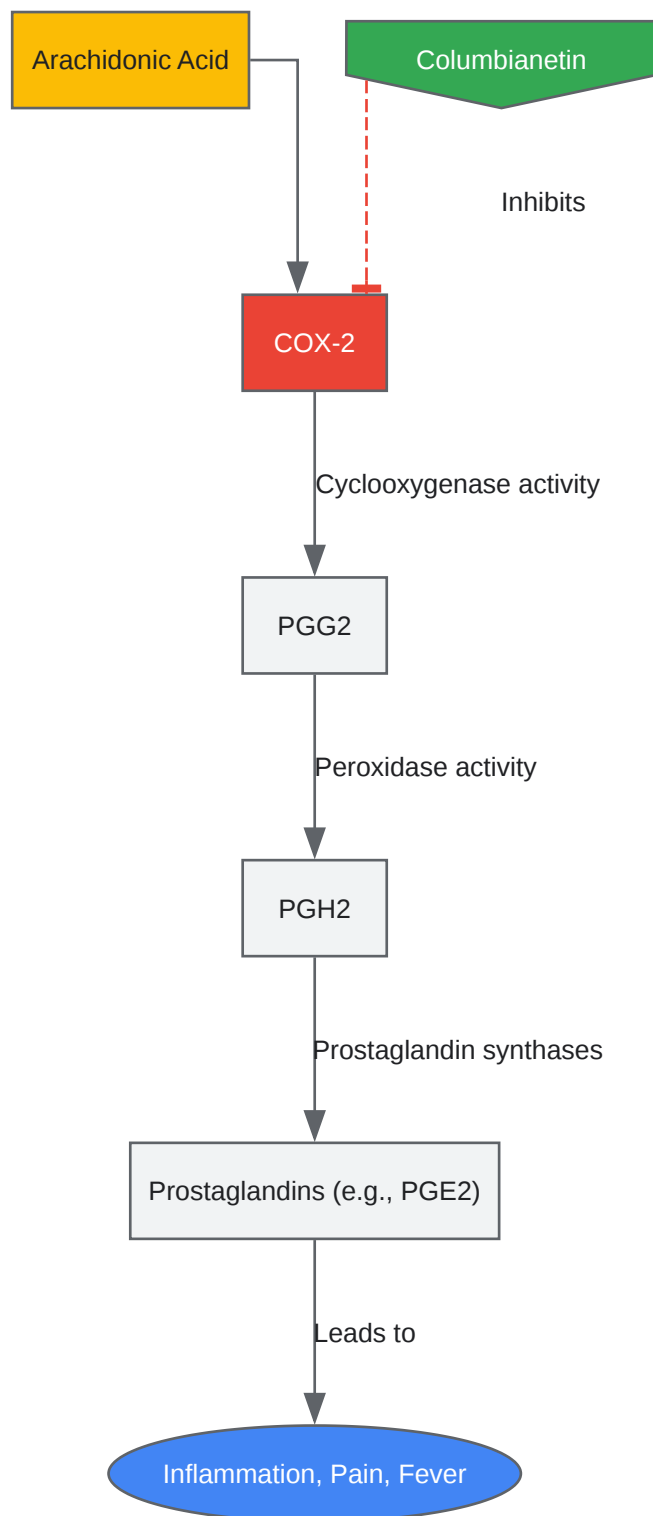 Arachidonic Acid
Columbianetin
Inhibits
COX-2
Cyclooxygenase activity
PGG2
Peroxidase activity
PGH2
Prostaglandin synthases
Prostaglandins (e.g., PGE2)
Leads to
Inflammation, Pain, Fever